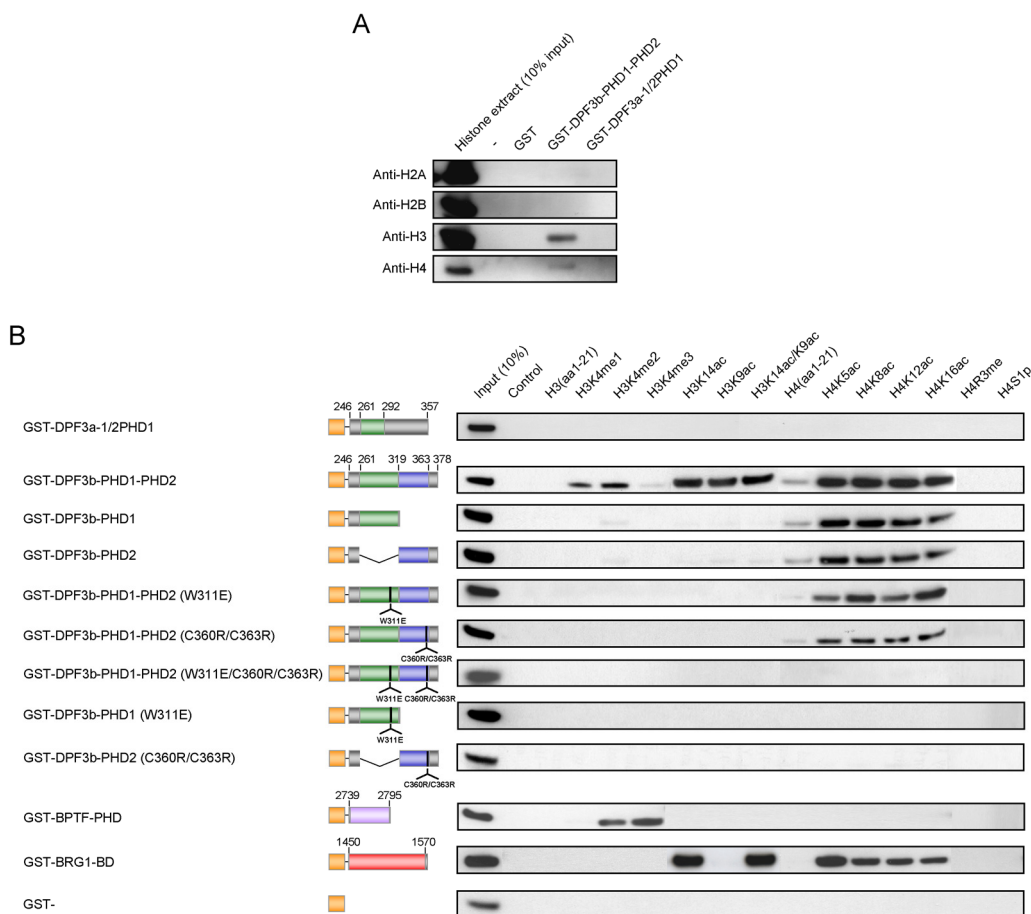 A
Histone extract (10% input)
-
GST
GST-DPF3b-PHD1-PHD2
GST-DPF3a-1/2PHD1
Anti-H2A
Anti-H2B
Anti-H3
Anti-H4
B
Input (10%)
Control
H3(aa1-21)
H3K4me1
H3K4me2
H3K4me3
H3K14ac
H3K9ac
H3K14ac/K9ac
H4(aa1-21)
H4K5ac
H4K8ac
H4K12ac
H4K16ac
H4R3me
H4S1p
246 261 292 357
GST-DPF3a-1/2PHD1
246 261 319 363 378
GST-DPF3b-PHD1-PHD2
GST-DPF3b-PHD1
GST-DPF3b-PHD2
GST-DPF3b-PHD1-PHD2 (W311E)
W311E
GST-DPF3b-PHD1-PHD2 (C360R/C363R)
C360R/C363R
GST-DPF3b-PHD1-PHD2 (W311E/C360R/C363R)
W311E C360R/C363R
GST-DPF3b-PHD1 (W311E)
W311E
GST-DPF3b-PHD2 (C360R/C363R)
C360R/C363R
2739 2795
GST-BPTF-PHD
1450 1570
GST-BRG1-BD
GST-